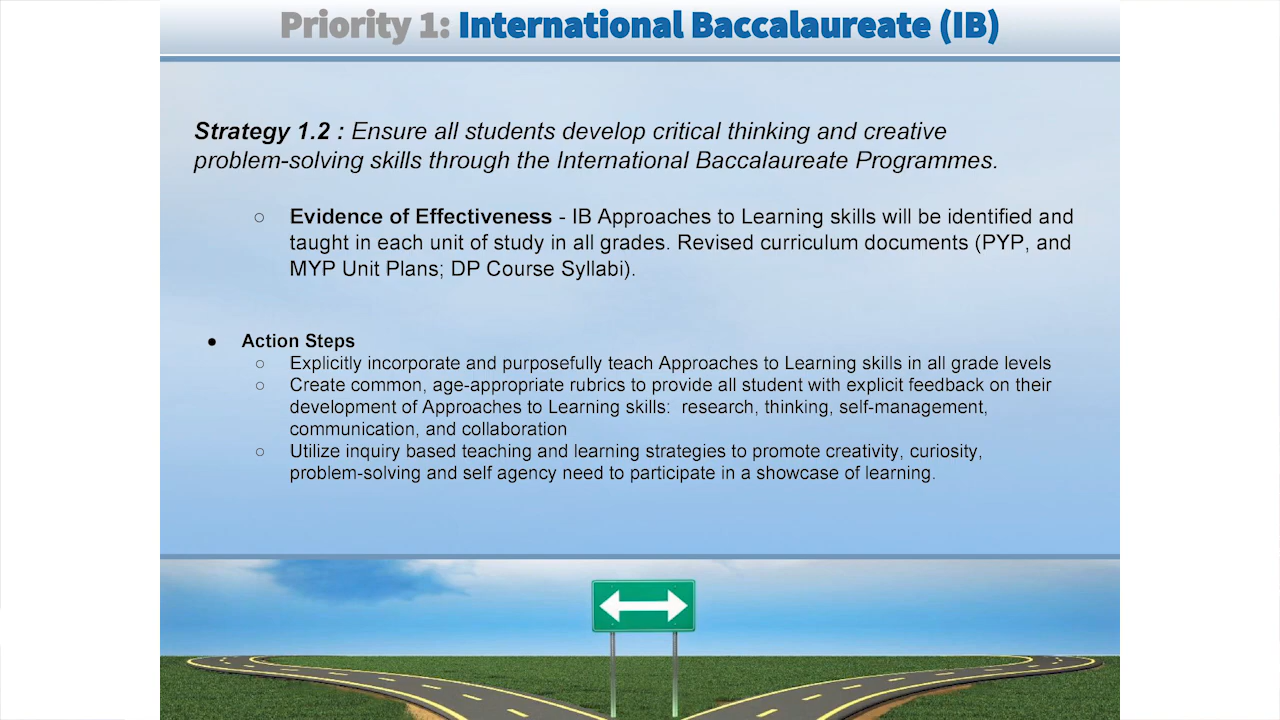 Priority 1: International Baccalaureate (IB)
Strategy 1.2 : Ensure all students develop critical thinking and creative
problem-solving skills through the International Baccalaureate Programmes.
○ Evidence of Effectiveness - IB Approaches to Learning skills will be identified and
taught in each unit of study in all grades. Revised curriculum documents (PYP, and
MYP Unit Plans; DP Course Syllabi).
● Action Steps
○ Explicitly incorporate and purposefully teach Approaches to Learning skills in all grade levels
○ Create common, age-appropriate rubrics to provide all student with explicit feedback on their
development of Approaches to Learning skills: research, thinking, self-management,
communication, and collaboration
○ Utilize inquiry based teaching and learning strategies to promote creativity, curiosity,
problem-solving and self agency need to participate in a showcase of learning.